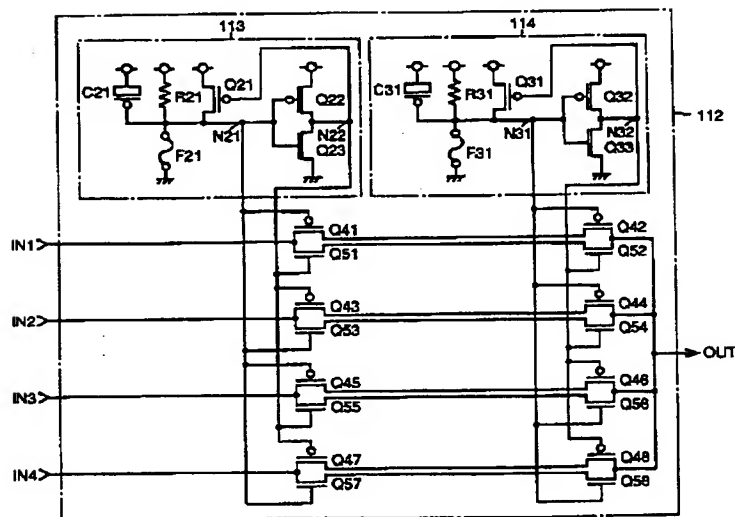 113
114
112
C21
R21
Q21
Q22
N21
N22
Q23
F21
C31
R31
Q31
Q32
N31
N32
Q33
F31
IN1
Q41
Q51
Q42
Q52
IN2
Q43
Q53
Q44
Q54
OUT
IN3
Q45
Q55
Q46
Q56
IN4
Q47
Q57
Q48
Q58